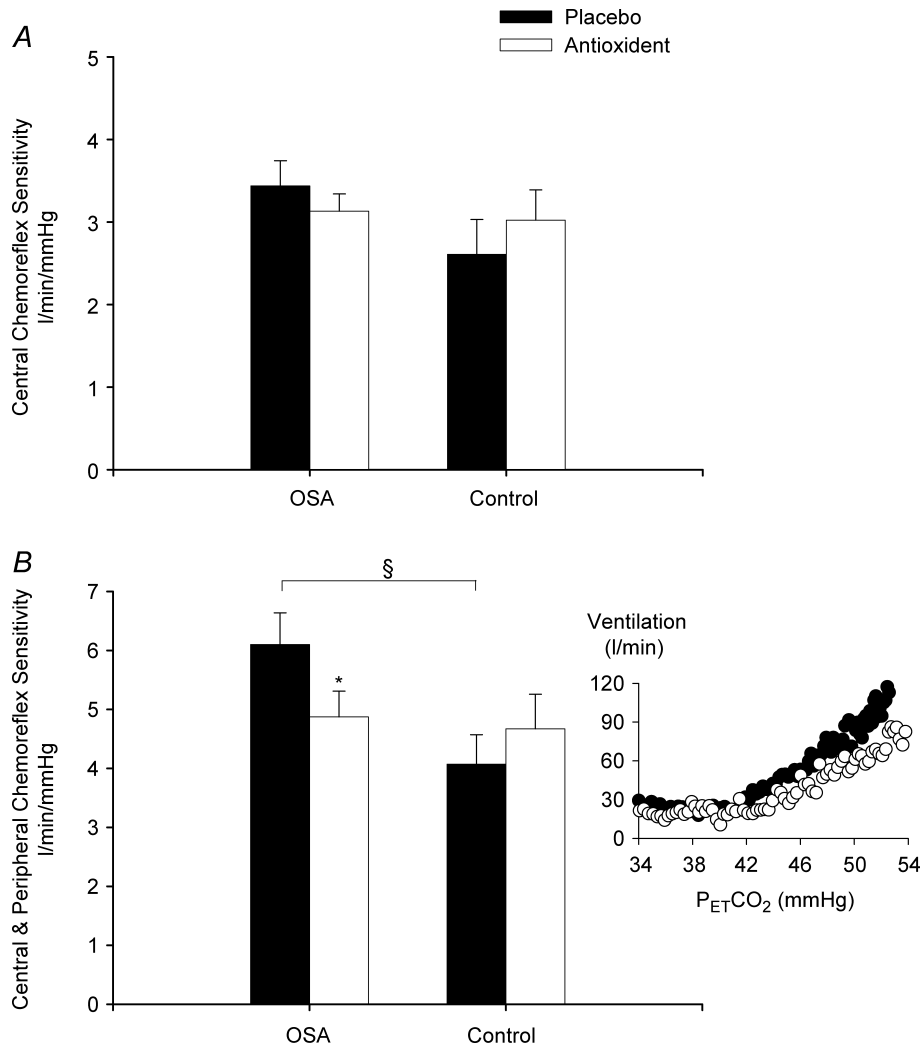 A
Placebo
Antioxident
Central Chemoreflex Sensitivity
l/min/mmHg
5
4
3
2
1
0
OSA
Control
B
§
Central & Peripheral Chemoreflex Sensitivity
l/min/mmHg
7
6
5
4
3
2
1
0
*
OSA
Control
Ventilation
(l/min)
120
90
60
30
0
34 38 42 46 50 54
PETCO2 (mmHg)